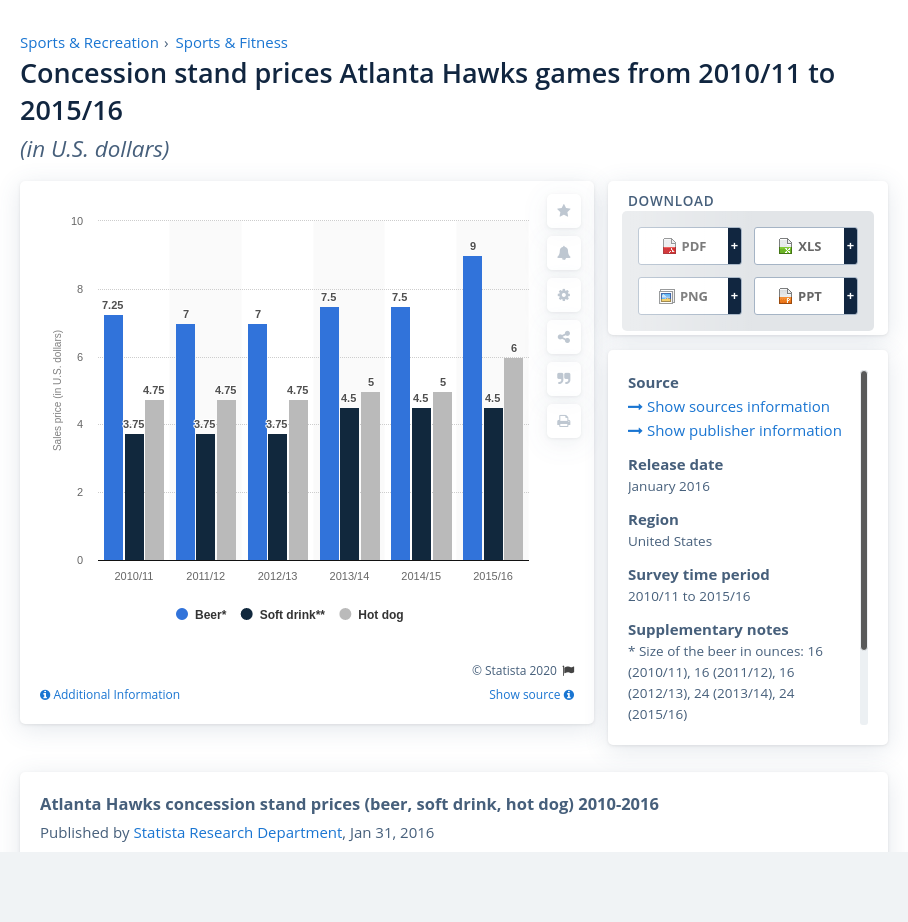 Sports & Recreation › Sports & Fitness
Concession stand prices Atlanta Hawks games from 2010/11 to
2015/16
(in U.S. dollars)
Sales price (in U.S. dollars)
10
8
6
4
2
0
7.25
3.75
4.75
7
3.75
4.75
7
3.75
4.75
7.5
4.5
5
7.5
4.5
5
9
4.5
6
2010/11
2011/12
2012/13
2013/14
2014/15
2015/16
Beer* Soft drink** Hot dog
© Statista 2020
Additional Information
Show source
DOWNLOAD
PDF +
XLS +
PNG +
PPT +
Source
Show sources information
Show publisher information
Release date
January 2016
Region
United States
Survey time period
2010/11 to 2015/16
Supplementary notes
* Size of the beer in ounces: 16
(2010/11), 16 (2011/12), 16
(2012/13), 24 (2013/14), 24
(2015/16)
Atlanta Hawks concession stand prices (beer, soft drink, hot dog) 2010-2016
Published by Statista Research Department, Jan 31, 2016